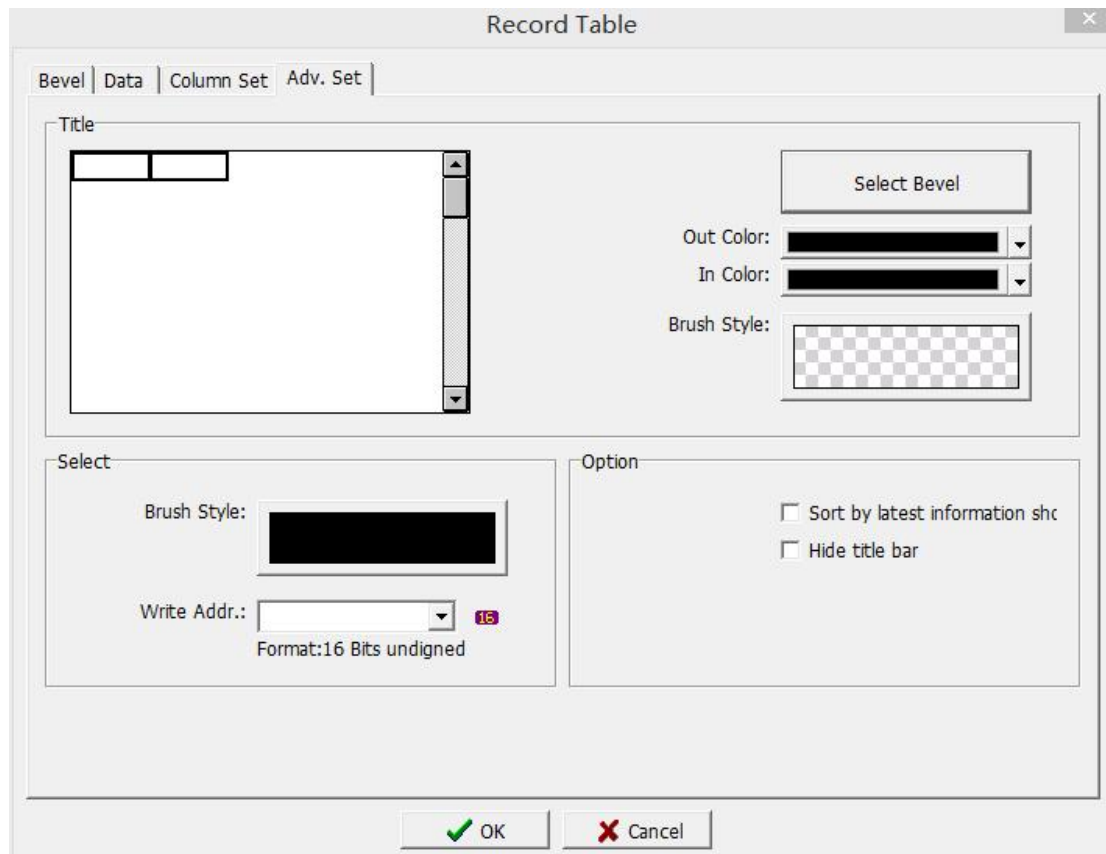 Record Table
Bevel Data Column Set Adv. Set
Title
Select Bevel
Out Color:
In Color:
Brush Style:
Select
Brush Style:
Write Addr.:
16
Format:16 Bits undigned
Option
Sort by latest information shc
Hide title bar
OK Cancel